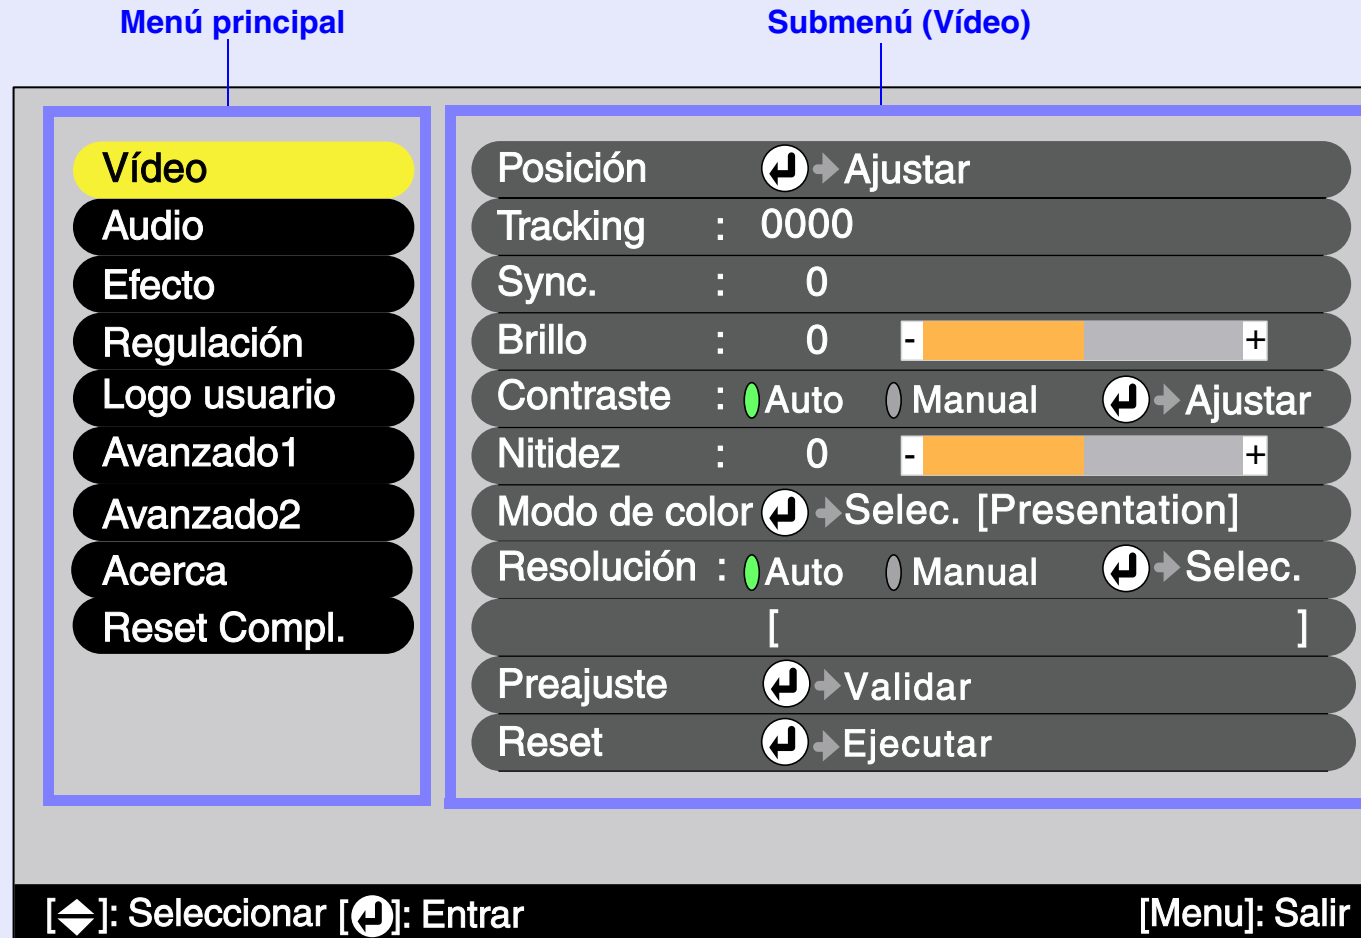 Menú principal
Submenú (Vídeo)
Vídeo
Audio
Efecto
Regulación
Logo usuario
Avanzado1
Avanzado2
Acerca
Reset Compl.
Posición Ajustar
Tracking : 0000
Sync. : 0
Brillo : 0 - +
Contraste : Auto Manual Ajustar
Nitidez : 0 - +
Modo de color Selec. [Presentation]
Resolución : Auto Manual Selec.
[ ]
Preajuste Validar
Reset Ejecutar
[ ]: Seleccionar [ ]: Entrar [Menu]: Salir